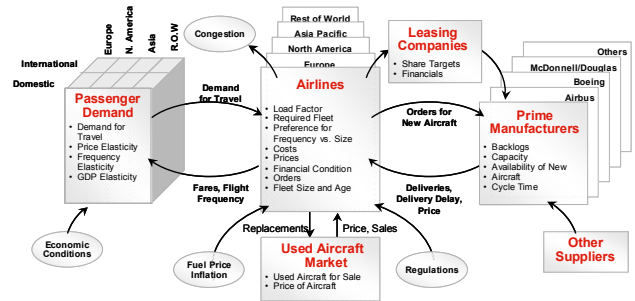 Rest of World
Asia Pacific
North America
Europe
Congestion
Leasing
Companies
• Share Targets
• Financials
Others
McDonnell/Douglas
Boeing
Airbus
Europe
N. America
Asia
R.O.W
International
Domestic
Passenger
Demand
• Demand for
Travel
• Price Elasticity
• Frequency
Elasticity
• GDP Elasticity
Demand
for Travel
Airlines
• Load Factor
• Required Fleet
• Preference for
Frequency vs. Size
• Costs
• Prices
• Financial Condition
• Orders
• Fleet Size and Age
Orders for
New Aircraft
Prime
Manufacturers
• Backlogs
• Capacity
• Availability of New
• Aircraft
• Cycle Time
Fares, Flight
Frequency
Deliveries,
Delivery Delay,
Price
Economic
Conditions
Fuel Price
Inflation
Replacements
Price, Sales
Used Aircraft
Market
• Used Aircraft for Sale
• Price of Aircraft
Regulations
Other
Suppliers